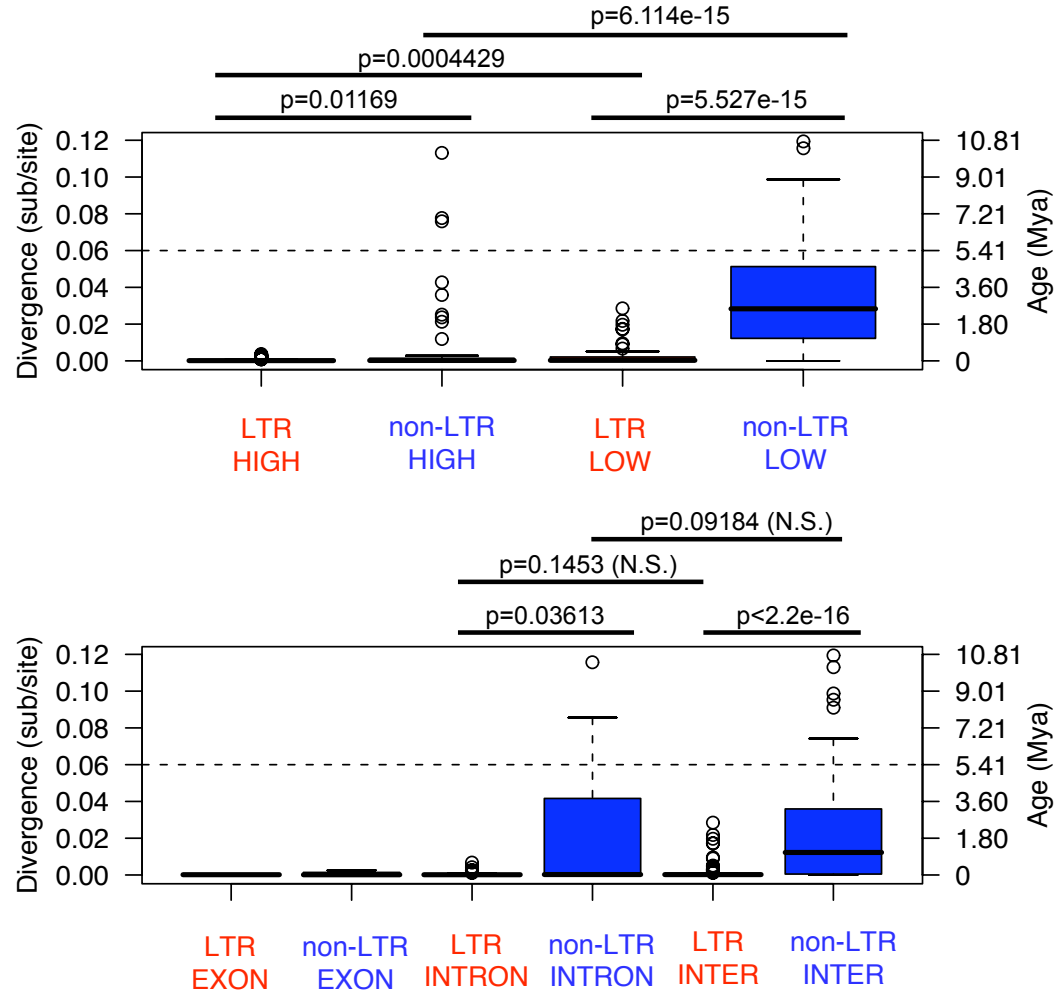 p=6.114e-15
p=0.0004429
p=0.01169
p=5.527e-15
Divergence (sub/site)
0.12
0.10
0.08
0.06
0.04
0.02
0.00
10.81
9.01
7.21
5.41
3.60
1.80
0
Age (Mya)
LTR
HIGH
non-LTR
HIGH
LTR
LOW
non-LTR
LOW
p=0.09184 (N.S.)
p=0.1453 (N.S.)
p=0.03613
p<2.2e-16
Divergence (sub/site)
0.12
0.10
0.08
0.06
0.04
0.02
0.00
10.81
9.01
7.21
5.41
3.60
1.80
0
Age (Mya)
LTR
EXON
non-LTR
EXON
LTR
INTRON
non-LTR
INTRON
LTR
INTER
non-LTR
INTER